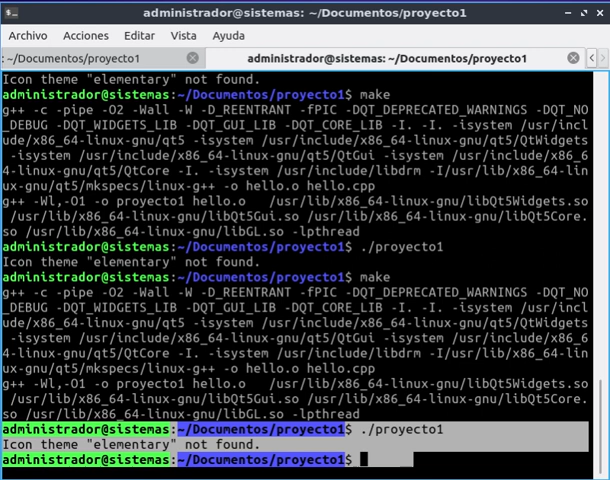 administrador@sistemas: ~/Documentos/proyecto1
Archivo Acciones Editar Vista Ayuda
: ~/Documentos/proyecto1 administrador@sistemas: ~/Documentos/proyecto1
Icon theme "elementary" not found.
administrador@sistemas:~/Documentos/proyecto1$ make
g++ -c -pipe -O2 -Wall -W -D_REENTRANT -fPIC -DQT_DEPRECATED_WARNINGS -DQT_NO
_DEBUG -DQT_WIDGETS_LIB -DQT_GUI_LIB -DQT_CORE_LIB -I. -I. -isystem /usr/incl
ude/x86_64-linux-gnu/qt5 -isystem /usr/include/x86_64-linux-gnu/qt5/QtWidgets
 -isystem /usr/include/x86_64-linux-gnu/qt5/QtGui -isystem /usr/include/x86_6
4-linux-gnu/qt5/QtCore -I. -isystem /usr/include/libdrm -I/usr/lib/x86_64-lin
ux-gnu/qt5/mkspecs/linux-g++ -o hello.o hello.cpp
g++ -Wl,-O1 -o proyecto1 hello.o   /usr/lib/x86_64-linux-gnu/libQt5Widgets.so
 /usr/lib/x86_64-linux-gnu/libQt5Gui.so /usr/lib/x86_64-linux-gnu/libQt5Core.
so /usr/lib/x86_64-linux-gnu/libGL.so -lpthread
administrador@sistemas:~/Documentos/proyecto1$ ./proyecto1
Icon theme "elementary" not found.
administrador@sistemas:~/Documentos/proyecto1$ make
g++ -c -pipe -O2 -Wall -W -D_REENTRANT -fPIC -DQT_DEPRECATED_WARNINGS -DQT_NO
_DEBUG -DQT_WIDGETS_LIB -DQT_GUI_LIB -DQT_CORE_LIB -I. -I. -isystem /usr/incl
ude/x86_64-linux-gnu/qt5 -isystem /usr/include/x86_64-linux-gnu/qt5/QtWidgets
 -isystem /usr/include/x86_64-linux-gnu/qt5/QtGui -isystem /usr/include/x86_6
4-linux-gnu/qt5/QtCore -I. -isystem /usr/include/libdrm -I/usr/lib/x86_64-lin
ux-gnu/qt5/mkspecs/linux-g++ -o hello.o hello.cpp
g++ -Wl,-O1 -o proyecto1 hello.o   /usr/lib/x86_64-linux-gnu/libQt5Widgets.so
 /usr/lib/x86_64-linux-gnu/libQt5Gui.so /usr/lib/x86_64-linux-gnu/libQt5Core.
so /usr/lib/x86_64-linux-gnu/libGL.so -lpthread
administrador@sistemas:~/Documentos/proyecto1$ ./proyecto1
Icon theme "elementary" not found.
administrador@sistemas:~/Documentos/proyecto1$